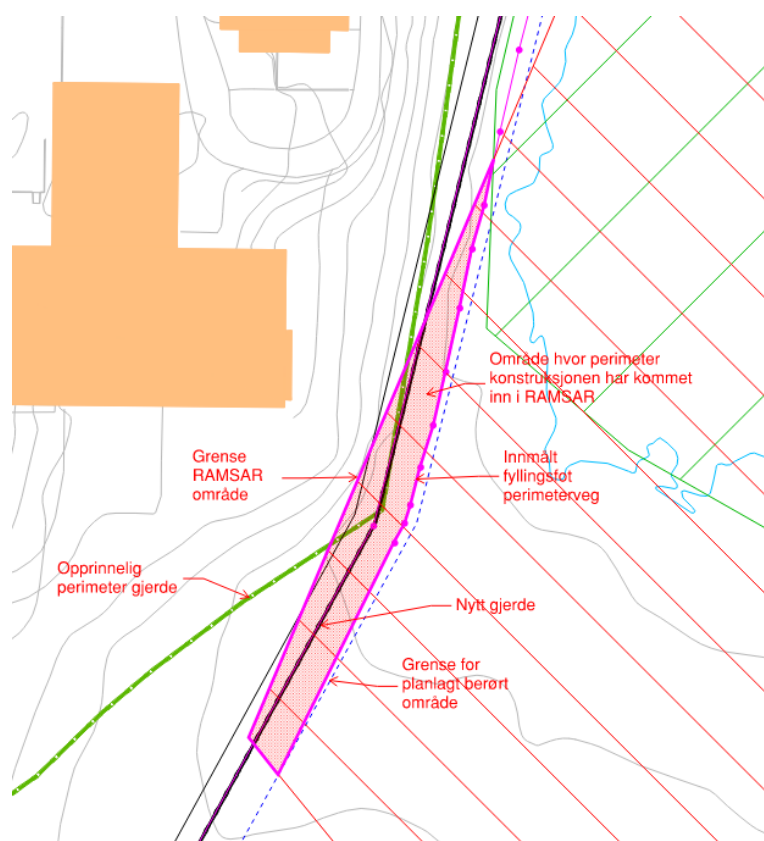 Område hvor perimeter
konstruksjonen har kommet
inn i RAMSAR
Grense
RAMSAR
område
Innmålt
fyllingsfot
perimeterveg
Opprinnelig
perimeter gjerde
Nytt gjerde
Grense for
planlagt berørt
område